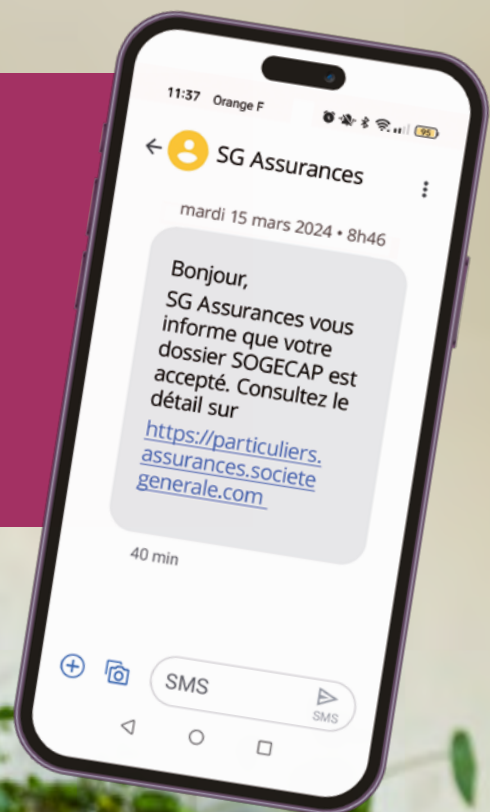 11:37 Orange F
95
SG Assurances
mardi 15 mars 2024 • 8h46
Bonjour,
SG Assurances vous
informe que votre
dossier SOGECAP est
accepté. Consultez le
détail sur
https://particuliers.
assurances.societe
generale.com
40 min
SMS
SMS